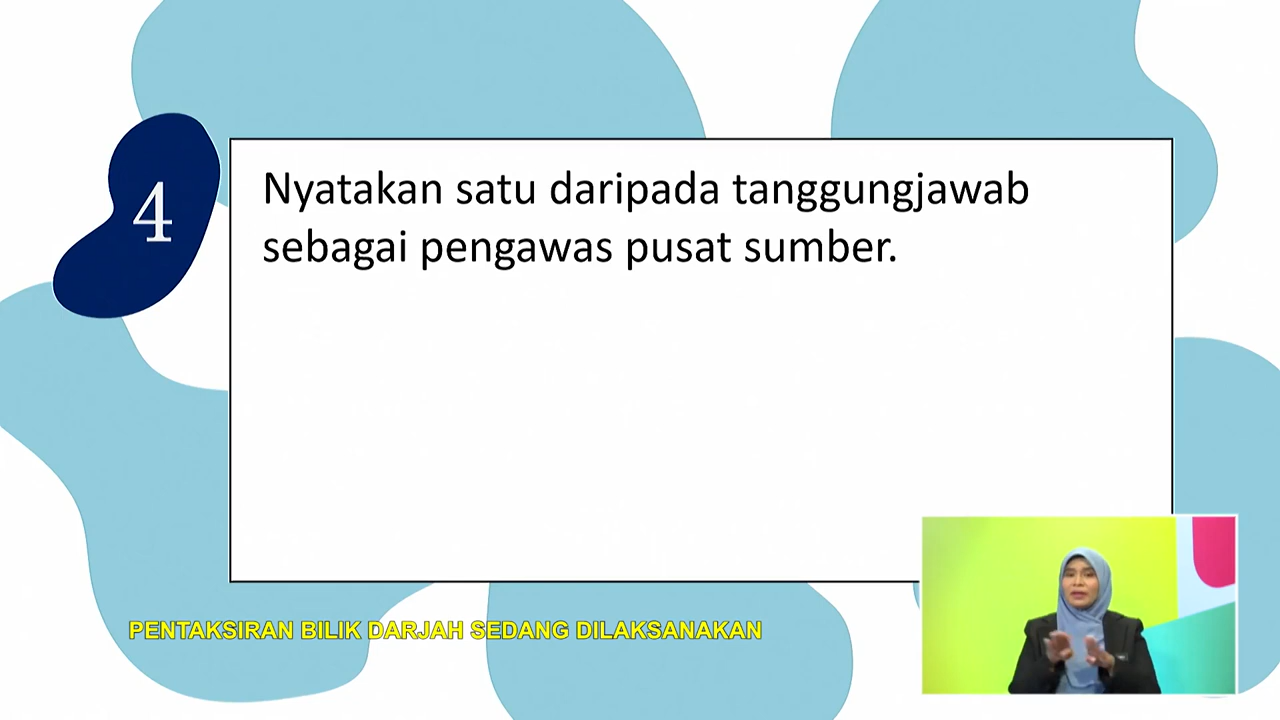 4
Nyatakan satu daripada tanggungjawab
sebagai pengawas pusat sumber.
PENTAKSIRAN BILIK DARJAH SEDANG DILAKSANAKAN